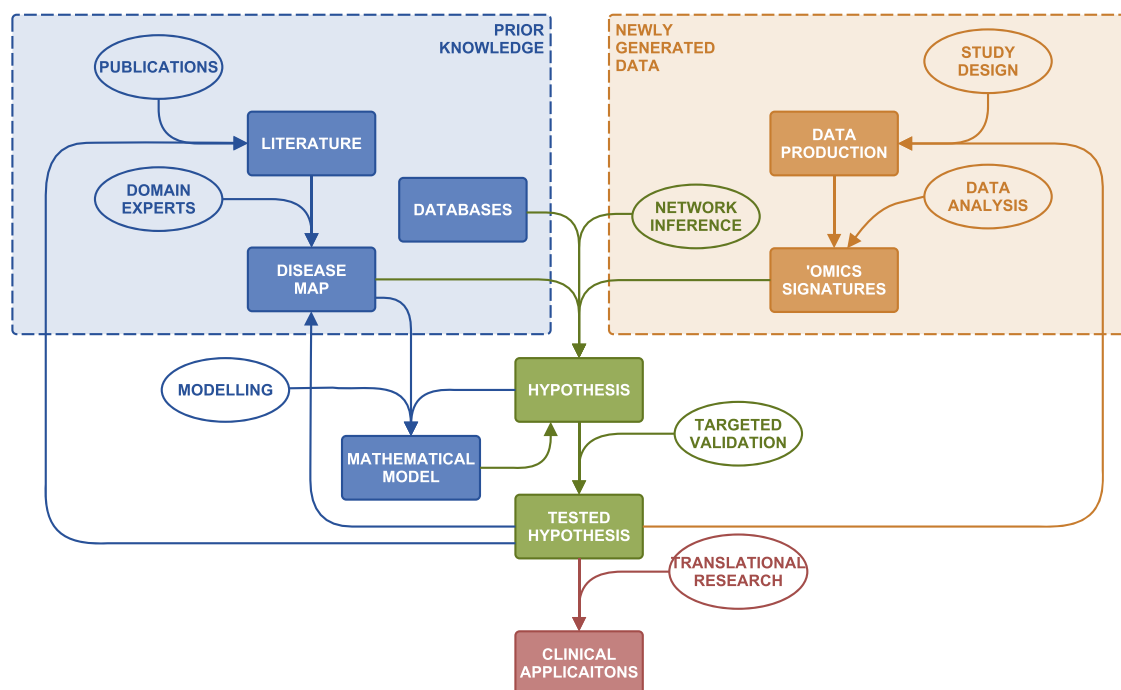 PRIOR
KNOWLEDGE
NEWLY
GENERATED
DATA
PUBLICATIONS
STUDY
DESIGN
LITERATURE
DATA
PRODUCTION
DOMAIN
EXPERTS
DATABASES
NETWORK
INFERENCE
DATA
ANALYSIS
DISEASE
MAP
'OMICS
SIGNATURES
MODELLING
HYPOTHESIS
TARGETED
VALIDATION
MATHEMATICAL
MODEL
TESTED
HYPOTHESIS
TRANSLATIONAL
RESEARCH
CLINICAL
APPLICAITONS